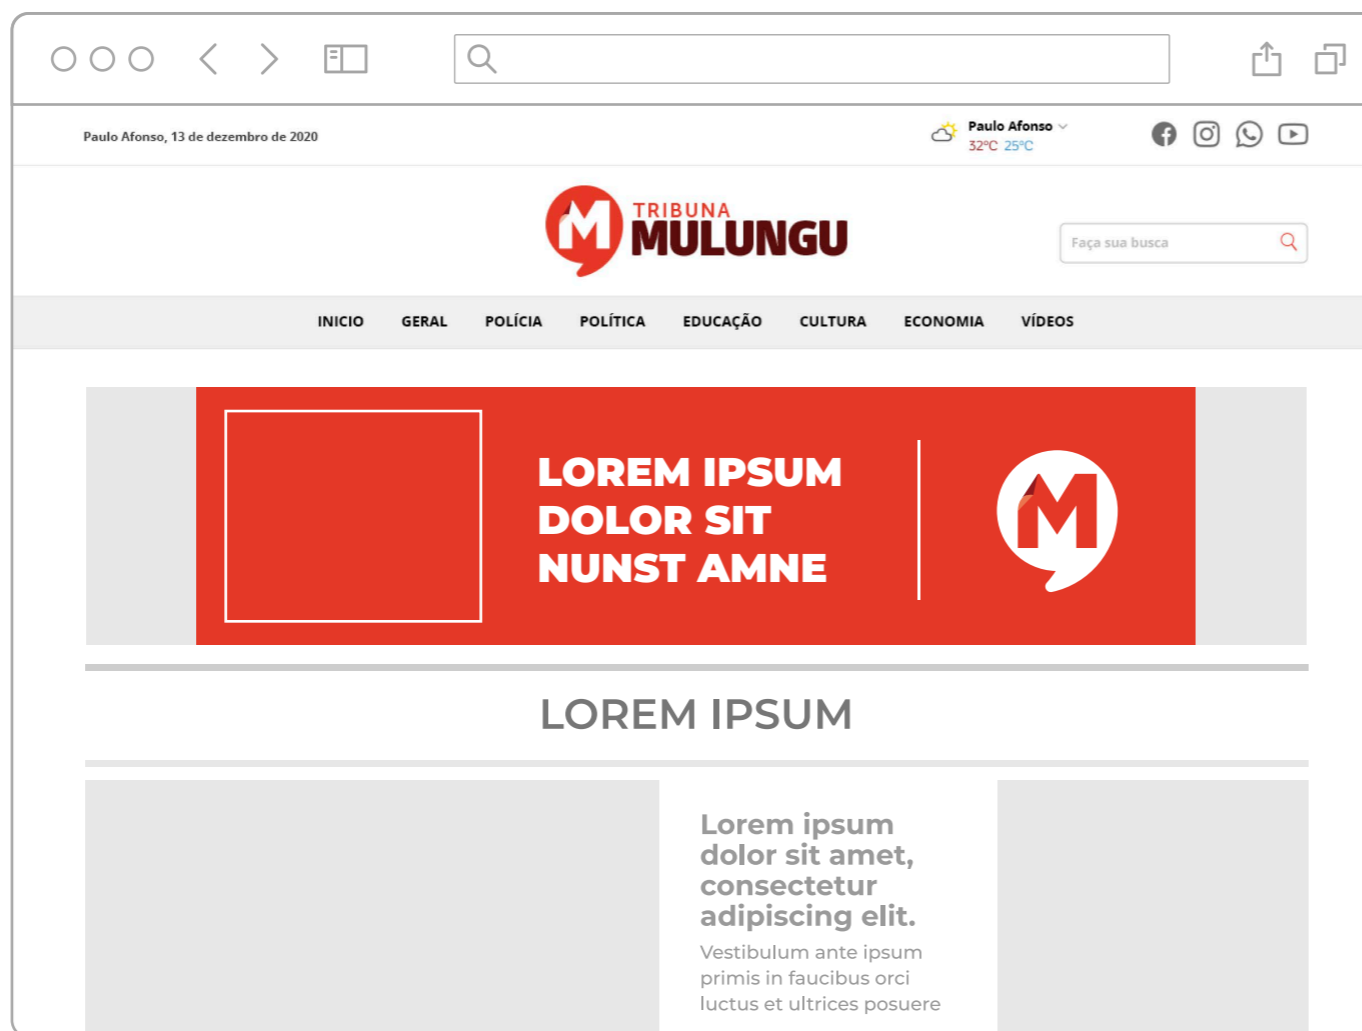 Paulo Afonso, 13 de dezembro de 2020
Paulo Afonso
32ºC 25ºC
M TRIBUNA
MULUNGU
Faça sua busca
INICIO GERAL POLÍCIA POLÍTICA EDUCAÇÃO CULTURA ECONOMIA VÍDEOS
LOREM IPSUM
DOLOR SIT
NUNST AMNE
M
LOREM IPSUM
Lorem ipsum
dolor sit amet,
consectetur
adipiscing elit.
Vestibulum ante ipsum
primis in faucibus orci
luctus et ultrices posuere